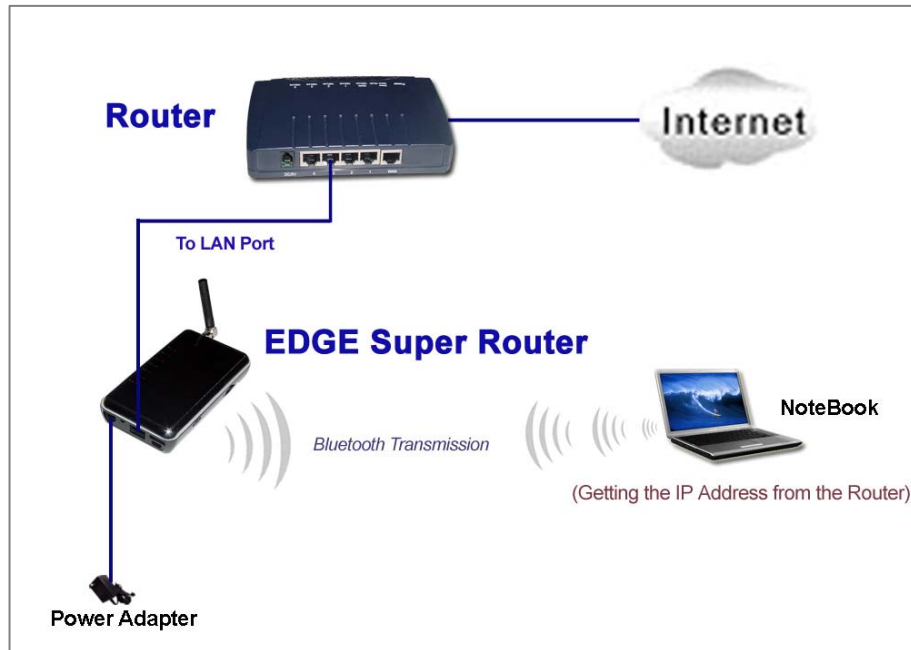 Router
Internet
To LAN Port
EDGE Super Router
NoteBook
Bluetooth Transmission
(Getting the IP Address from the Router)
Power Adapter